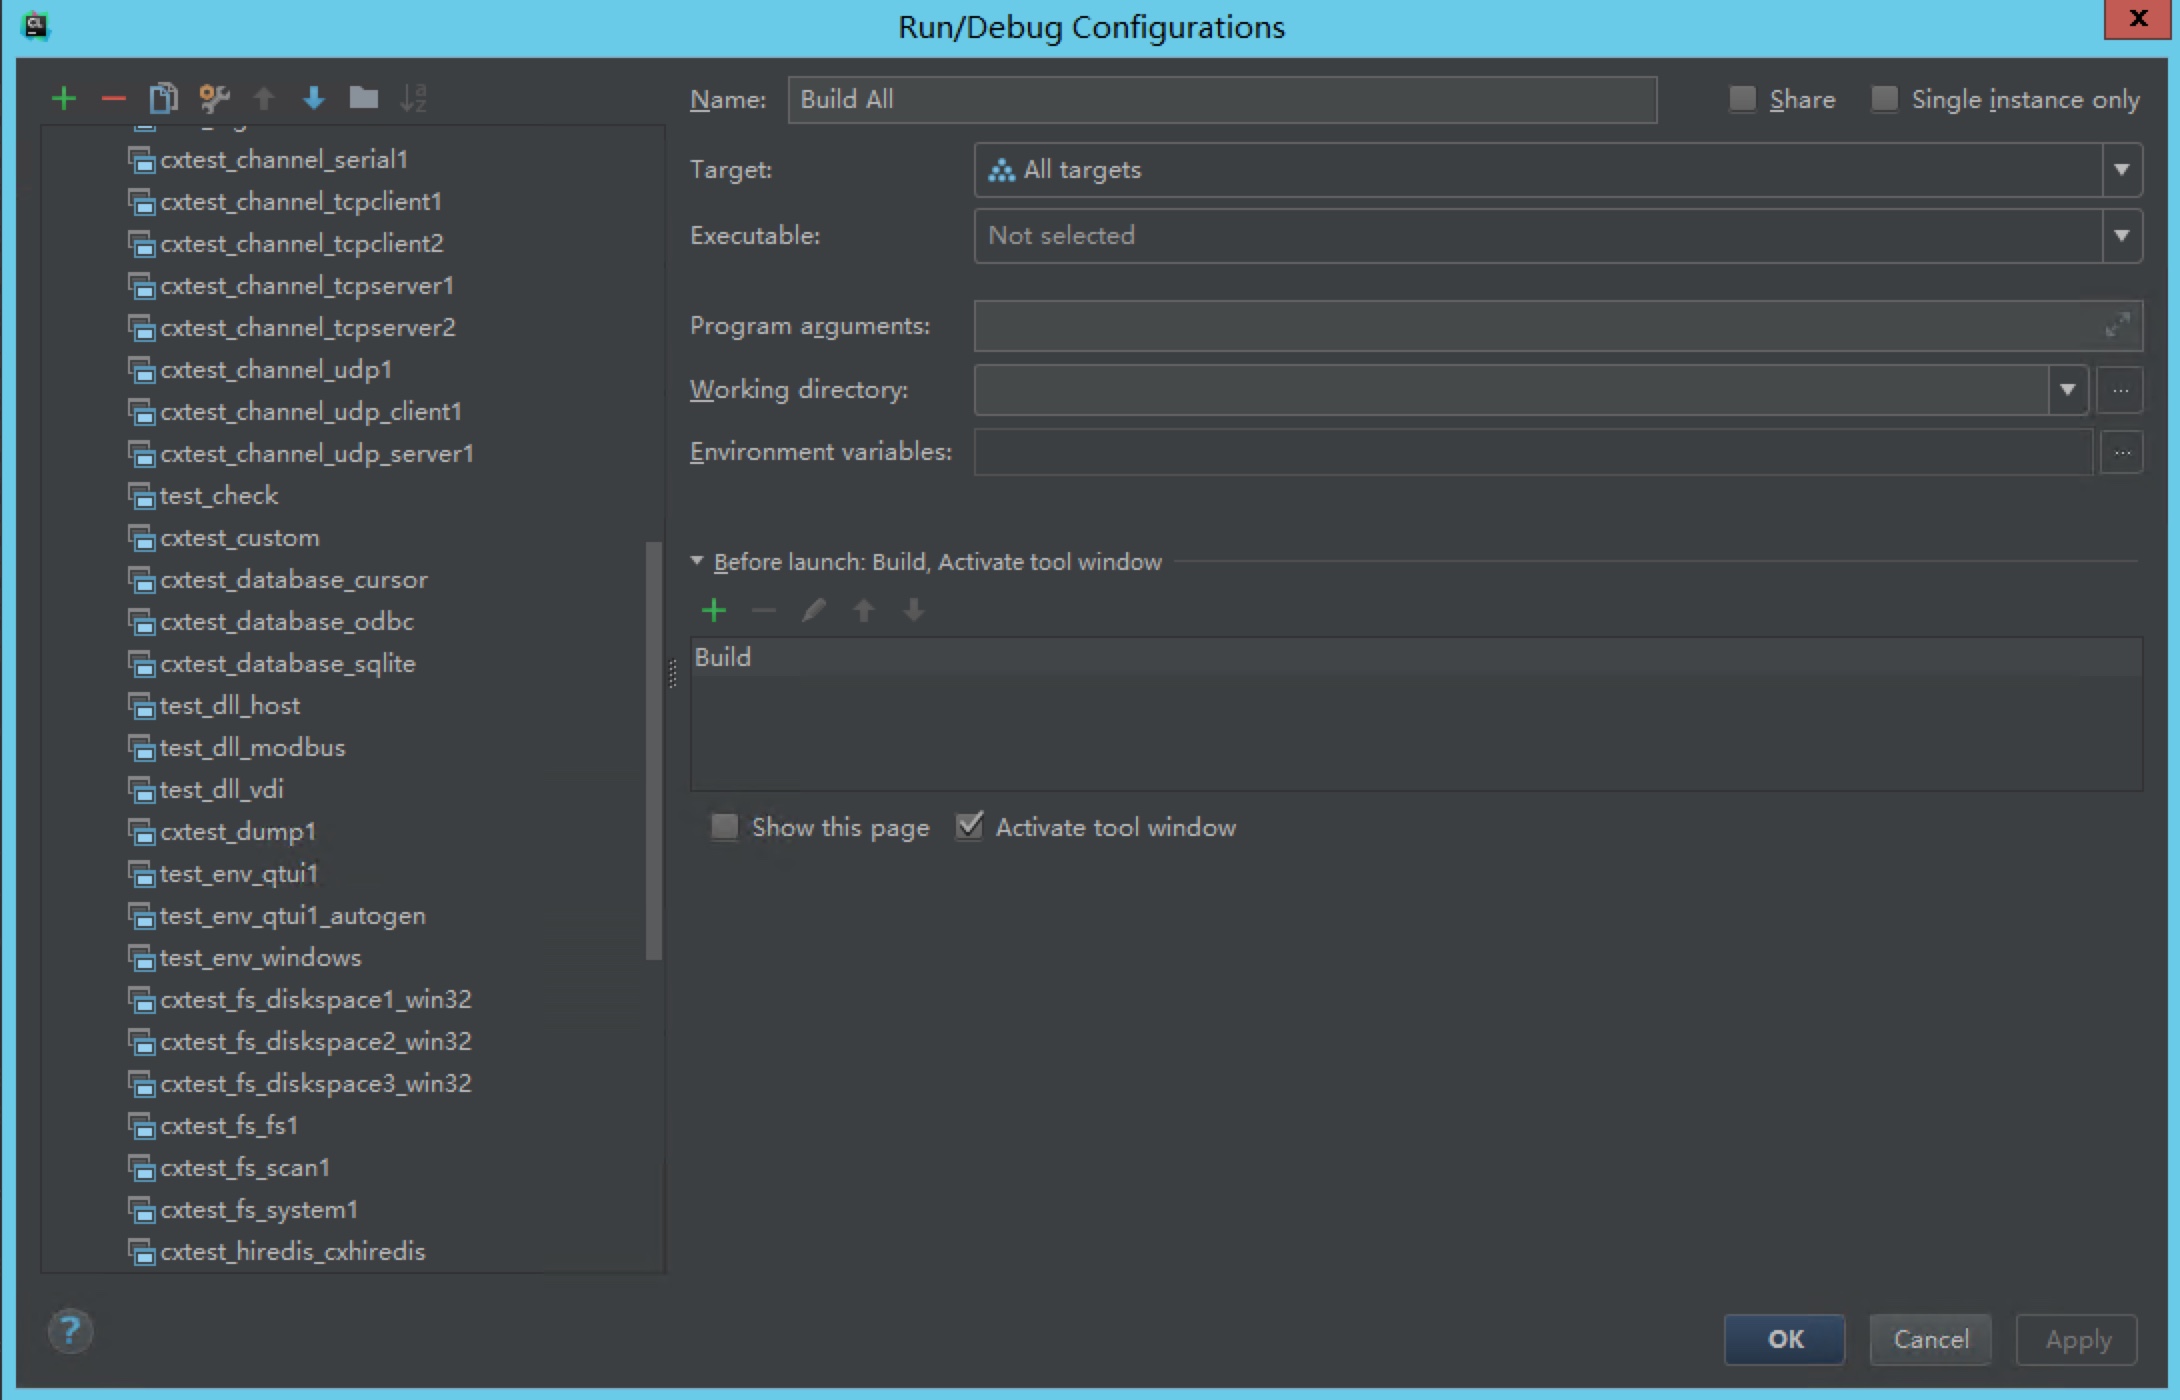 Run/Debug Configurations
Name: Build All Share Single instance only
Target: All targets
Executable: Not selected
Program arguments:
Working directory:
Environment variables:
Before launch: Build, Activate tool window
Build
Show this page Activate tool window
cxtest_channel_serial1
cxtest_channel_tcpclient1
cxtest_channel_tcpclient2
cxtest_channel_tcpserver1
cxtest_channel_tcpserver2
cxtest_channel_udp1
cxtest_channel_udp_client1
cxtest_channel_udp_server1
test_check
cxtest_custom
cxtest_database_cursor
cxtest_database_odbc
cxtest_database_sqlite
test_dll_host
test_dll_modbus
test_dll_vdi
cxtest_dump1
test_env_qtui1
test_env_qtui1_autogen
test_env_windows
cxtest_fs_diskspace1_win32
cxtest_fs_diskspace2_win32
cxtest_fs_diskspace3_win32
cxtest_fs_fs1
cxtest_fs_scan1
cxtest_fs_system1
cxtest_hiredis_cxhiredis
OK Cancel Apply